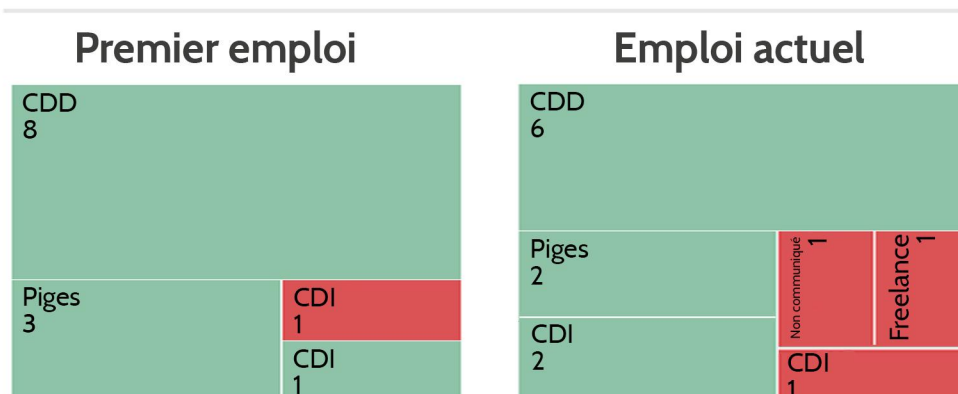 Premier emploi
Emploi actuel
CDD
8
Piges
3
CDI
1
CDI
1
CDD
6
Piges
2
CDI
2
Non communiqué
1
Freelance
1
CDI
1